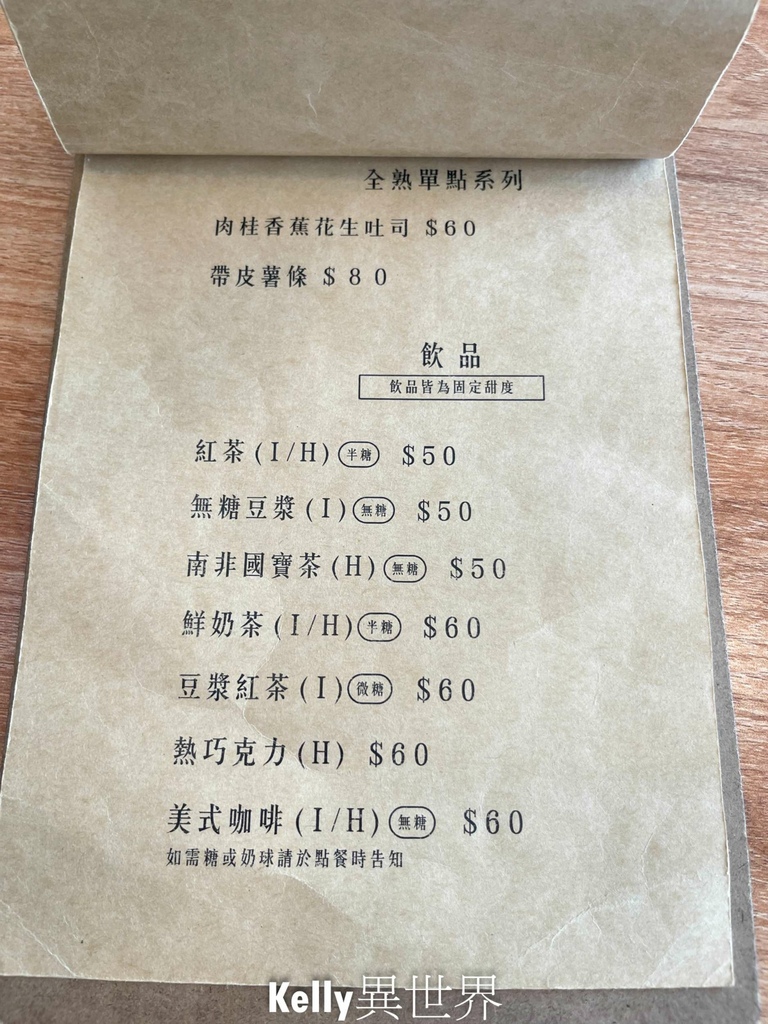 全熟單點系列
肉桂香蕉花生吐司 $60
帶皮薯條 $80
飲品
飲品皆為固定甜度
紅茶(I/H) 半糖 $50
無糖豆漿(I) 無糖 $50
南非國寶茶(H) 無糖 $50
鮮奶茶(I/H) 半糖 $60
豆漿紅茶(I) 微糖 $60
熱巧克力(H) $60
美式咖啡(I/H) 無糖 $60
如需糖或奶球請於點餐時告知
Kelly異世界